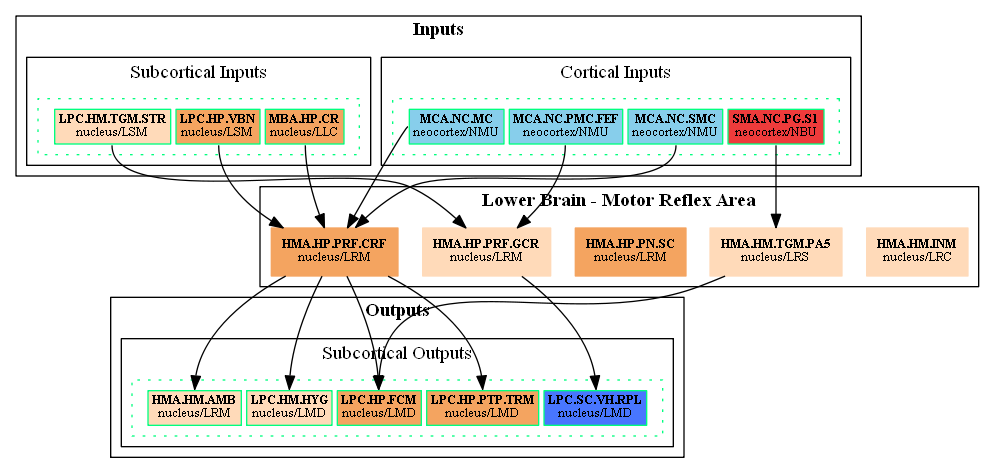 Inputs
Subcortical Inputs
Cortical Inputs
LPC.HM.TGM.STR
nucleus/LSM
LPC.HP.VBN
nucleus/LSM
MBA.HP.CR
nucleus/LLC
MCA.NC.MC
neocortex/NMU
MCA.NC.PMC.FEF
neocortex/NMU
MCA.NC.SMC
neocortex/NMU
SMA.NC.PG.S1
neocortex/NBU
Lower Brain - Motor Reflex Area
HMA.HP.PRF.CRF
nucleus/LRM
HMA.HP.PRF.GCR
nucleus/LRM
HMA.HP.PN.SC
nucleus/LRM
HMA.HM.TGM.PA5
nucleus/LRS
HMA.HM.INM
nucleus/LRC
Outputs
Subcortical Outputs
HMA.HM.AMB
nucleus/LRM
LPC.HM.HYG
nucleus/LMD
LPC.HP.FCM
nucleus/LMD
LPC.HP.PTP.TRM
nucleus/LMD
LPC.SC.VH.RPL
nucleus/LMD